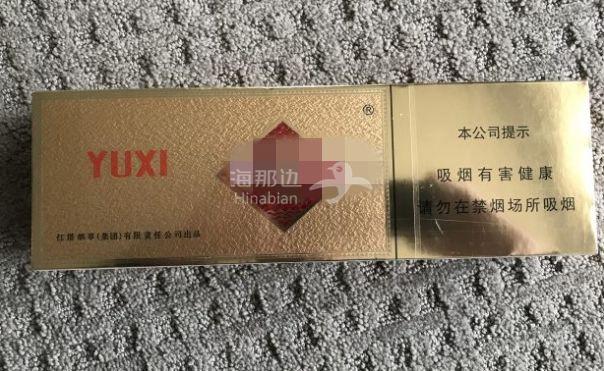 YUXI
®
海那边
Hinabian
红塔烟草(集团)有限责任公司出品
本公司提示
吸烟有害健康
请勿在禁烟场所吸烟